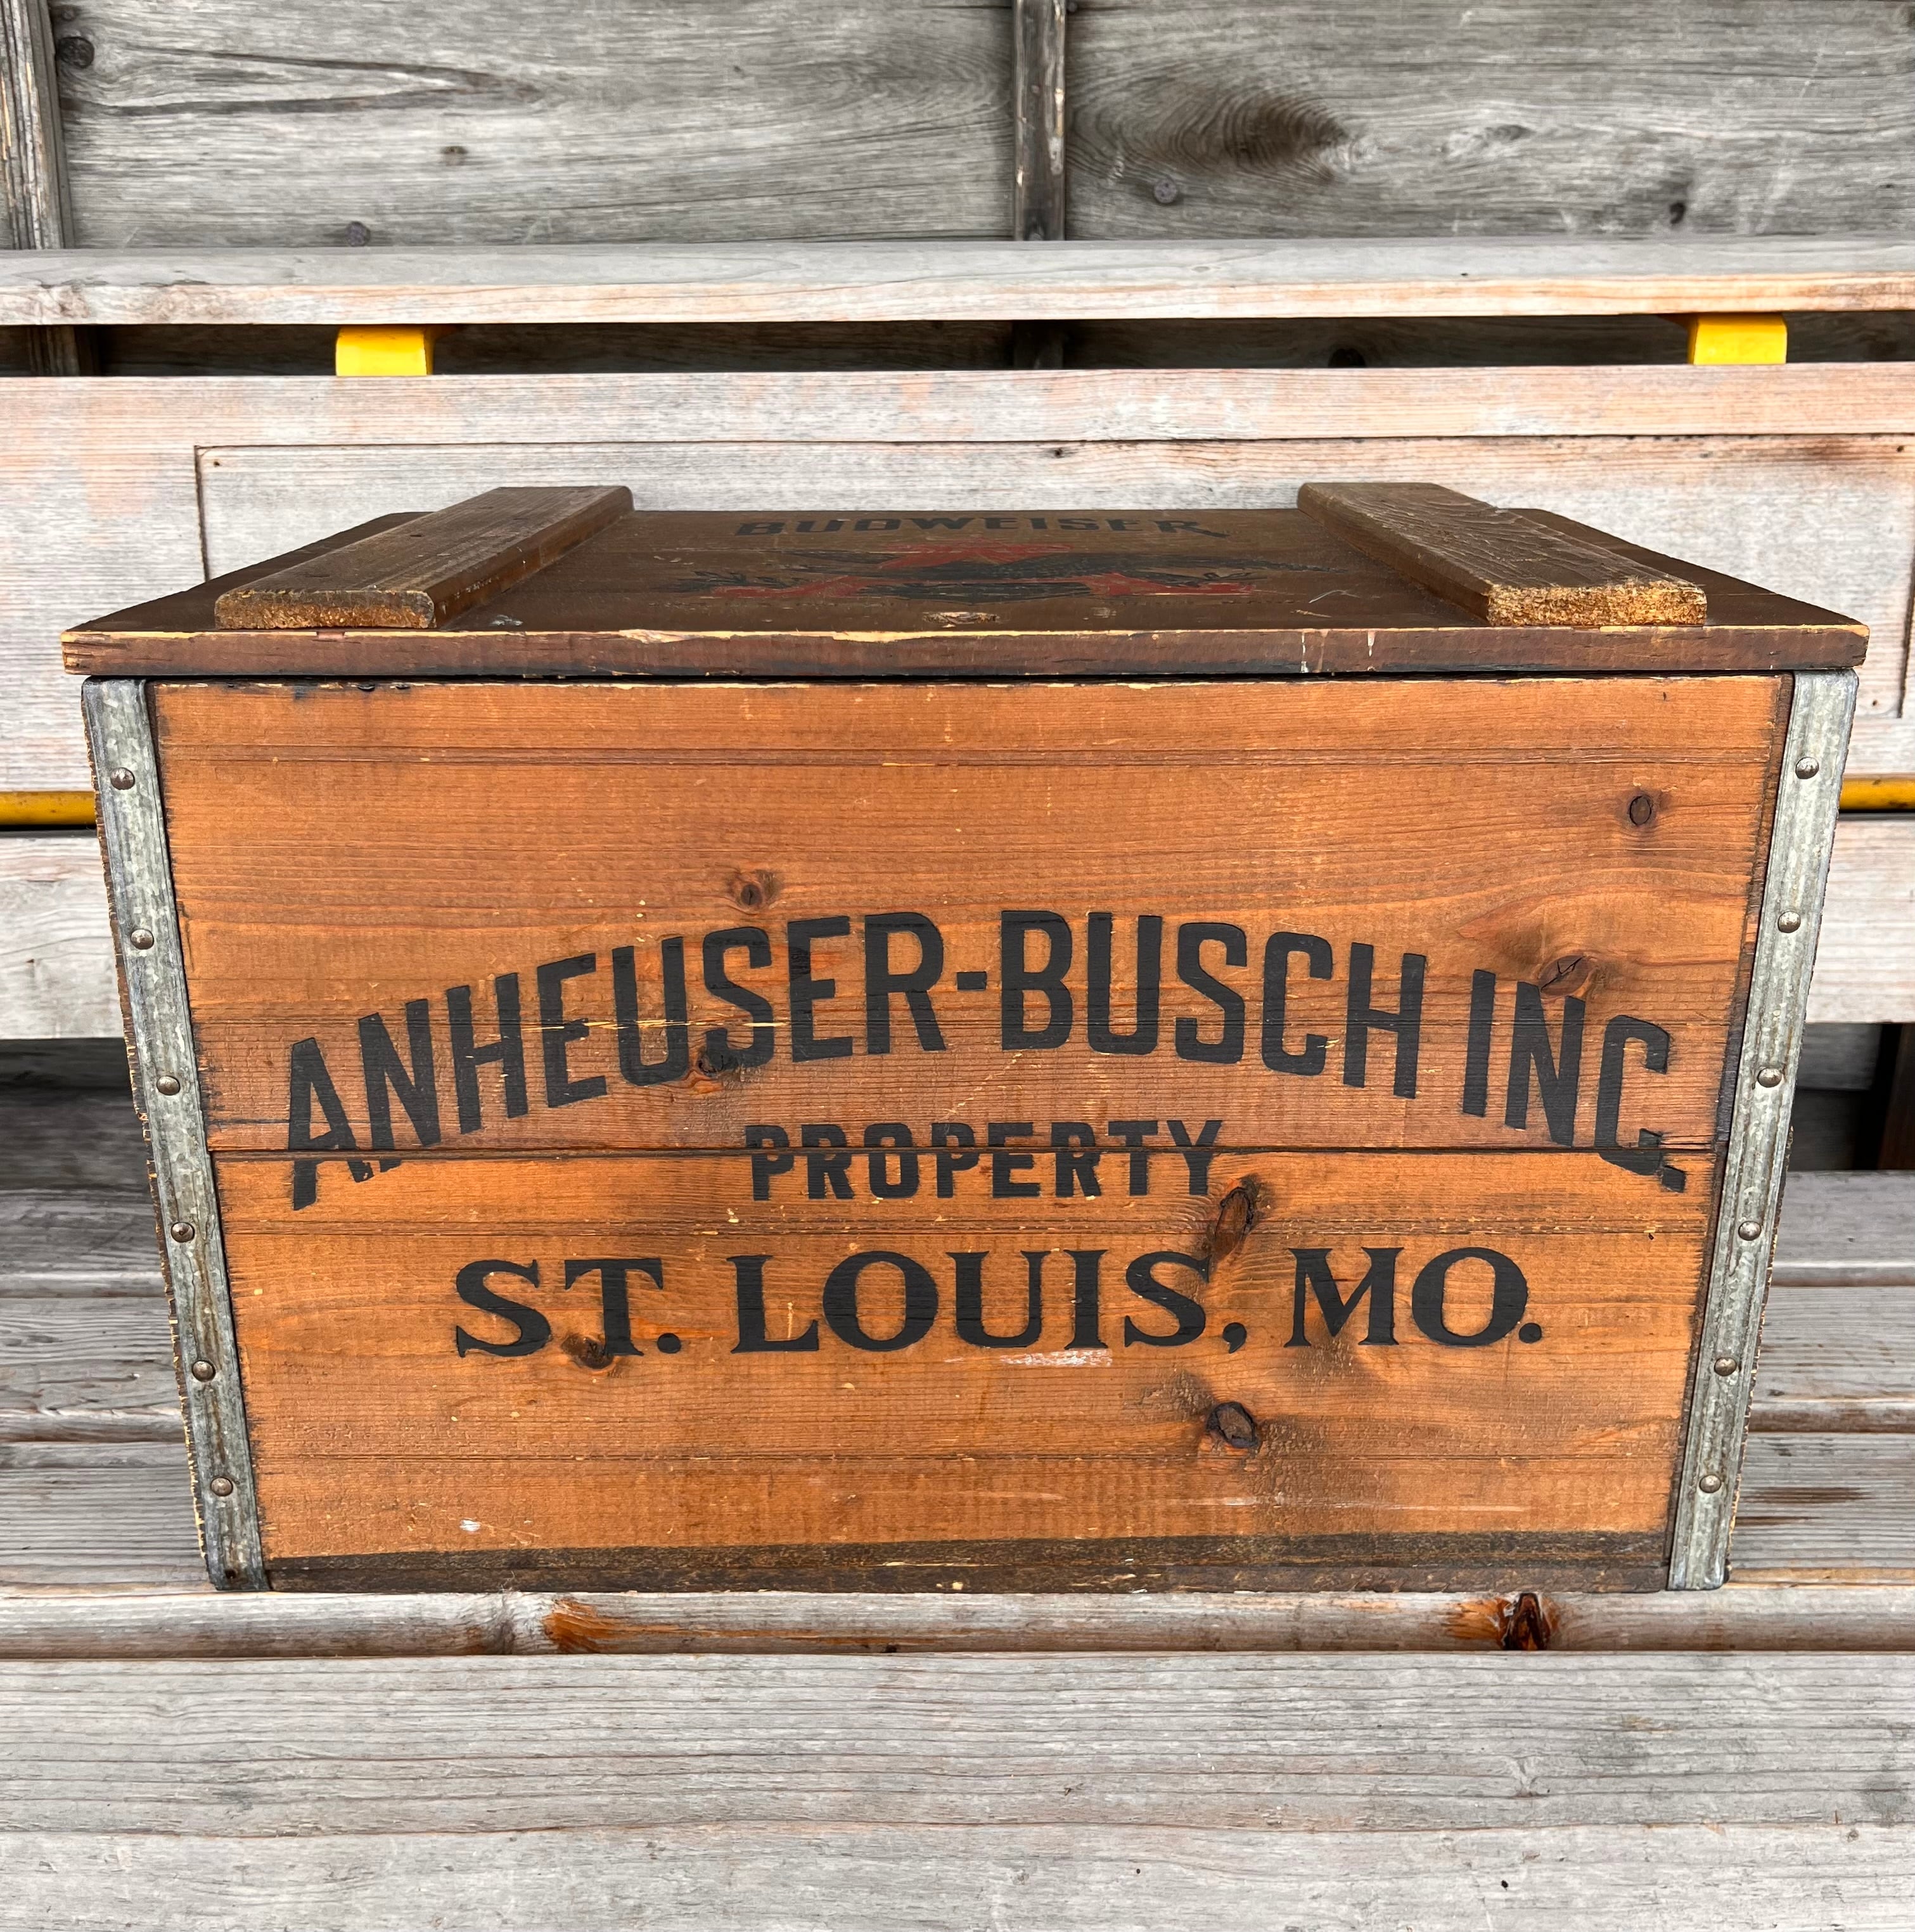 BUDWEISER
ANHEUSER-BUSCH INC.
PROPERTY
ST. LOUIS, MO.